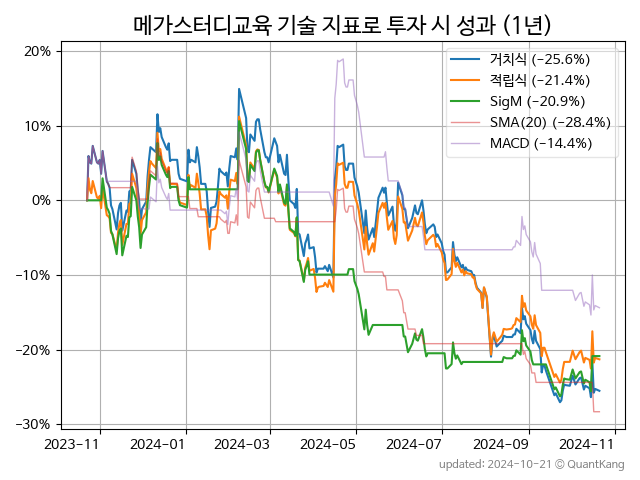 메가스터디교육 기술 지표로 투자 시 성과 (1년)
거치식 (−25.6%)
적립식 (−21.4%)
SigM (−20.9%)
SMA(20) (−28.4%)
MACD (−14.4%)
20%
10%
0%
−10%
−20%
−30%
2023-11
2024-01
2024-03
2024-05
2024-07
2024-09
2024-11
updated: 2024-10-21 © QuantKang